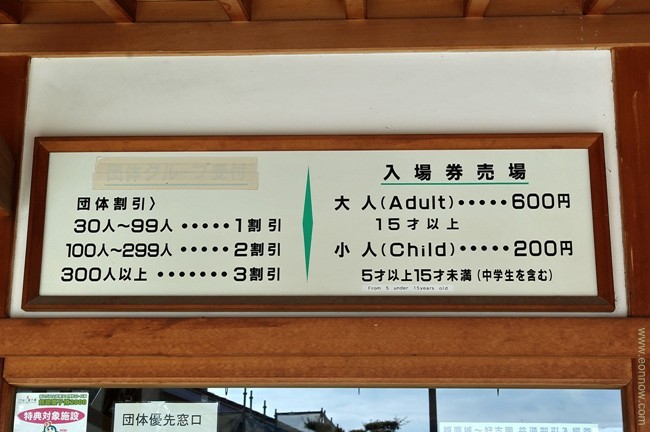 団体割引〉
30人〜99人 ••••• 1割引
100人〜299人 ••••• 2割引
300人以上 ••••••• 3割引
入場券売場
大人(Adult)•••••600円
15才以上
小人(Child)•••••200円
5才以上15才未満(中学生を含む)
From 5 under 15years old
特典対象施設
団体優先窓口
www.eonnow.com